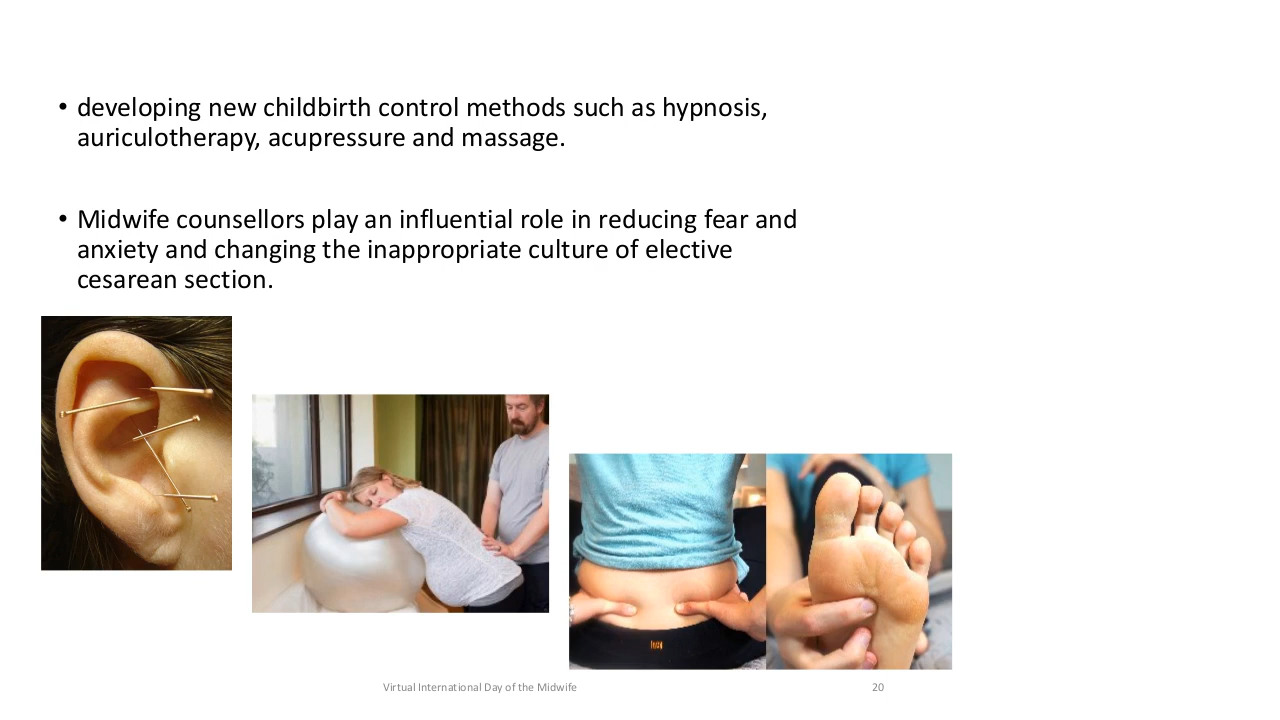 • developing new childbirth control methods such as hypnosis,
auriculotherapy, acupressure and massage.
• Midwife counsellors play an influential role in reducing fear and
anxiety and changing the inappropriate culture of elective
cesarean section.
Virtual International Day of the Midwife
20